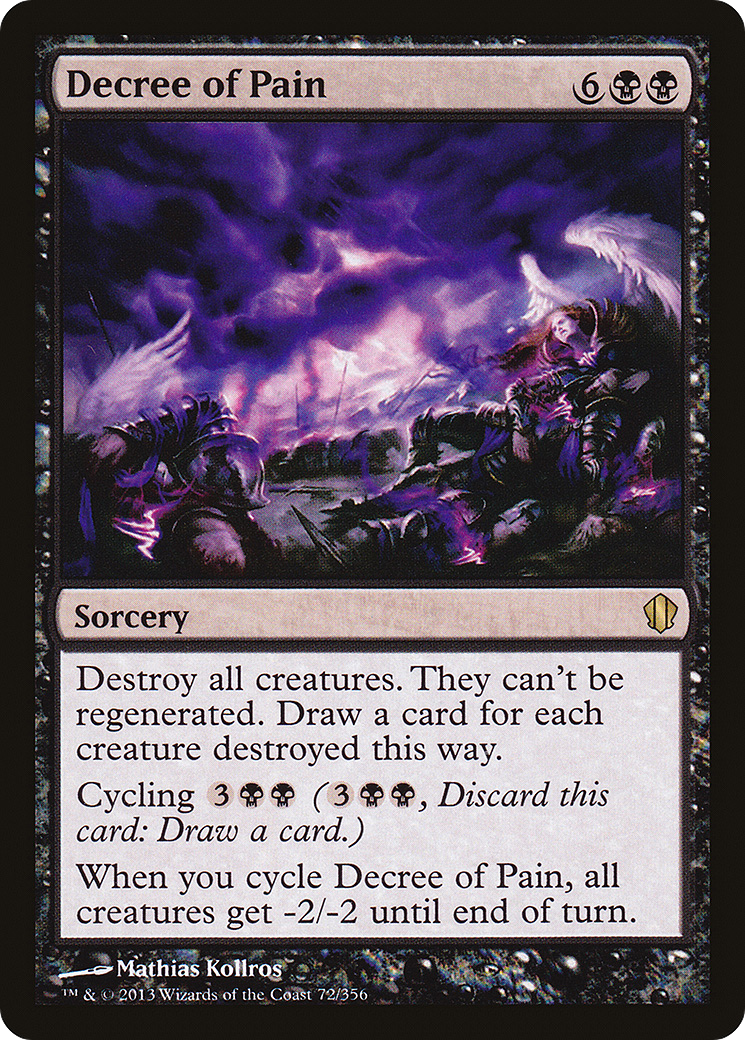 Decree of Pain 6
Sorcery
Destroy all creatures. They can't be
regenerated. Draw a card for each
creature destroyed this way.
Cycling 3 (3, Discard this
card: Draw a card.)
When you cycle Decree of Pain, all
creatures get -2/-2 until end of turn.
Mathias Kollros
™ & © 2013 Wizards of the Coast 72/356